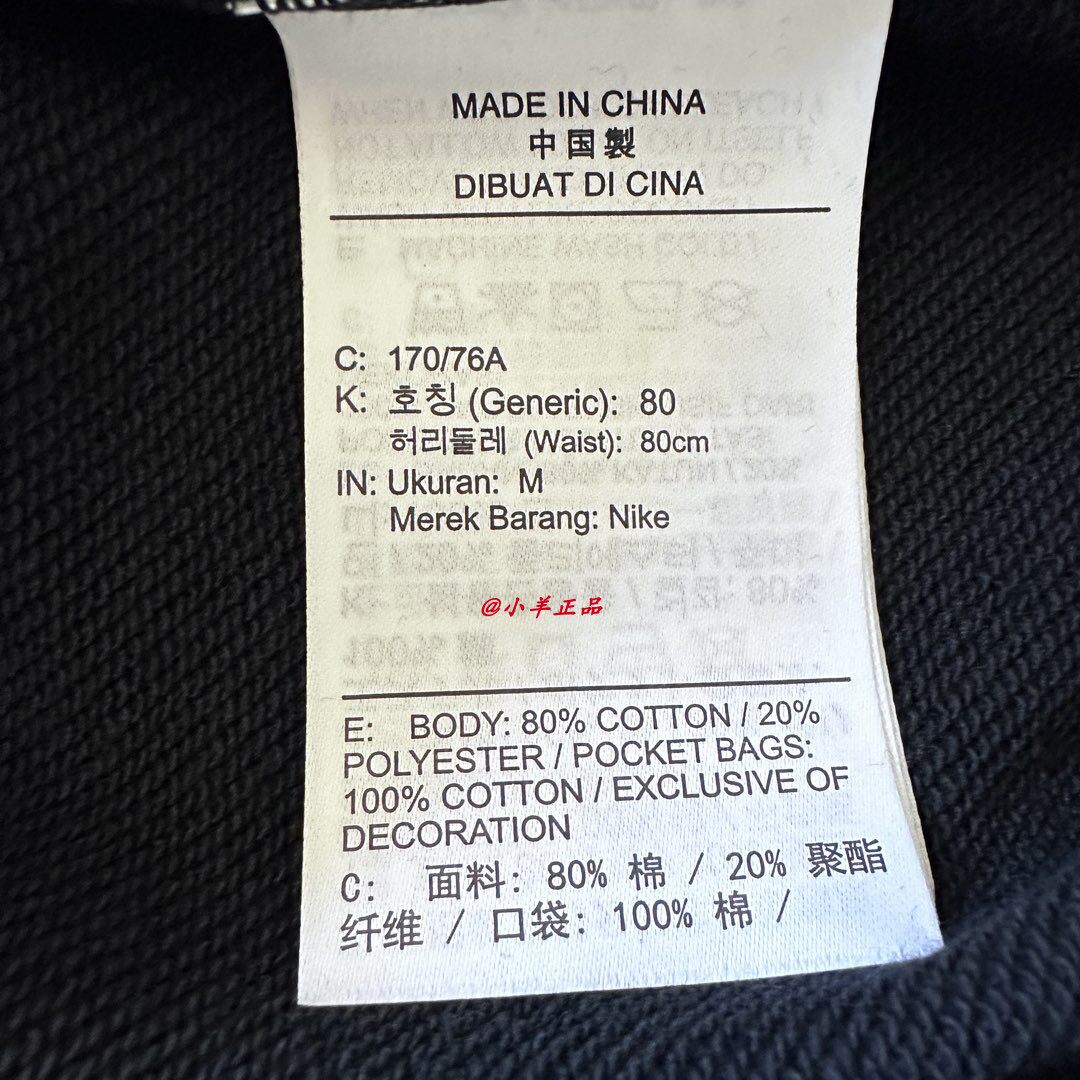 MADE IN CHINA
中国製
DIBUAT DI CINA
C: 170/76A
K: 호칭 (Generic): 80
허리둘레 (Waist): 80cm
IN: Ukuran: M
Merek Barang: Nike
@小羊正品
E: BODY: 80% COTTON / 20%
POLYESTER / POCKET BAGS:
100% COTTON / EXCLUSIVE OF
DECORATION
C: 面料: 80% 棉 / 20% 聚酯
纤维 / 口袋: 100% 棉 /